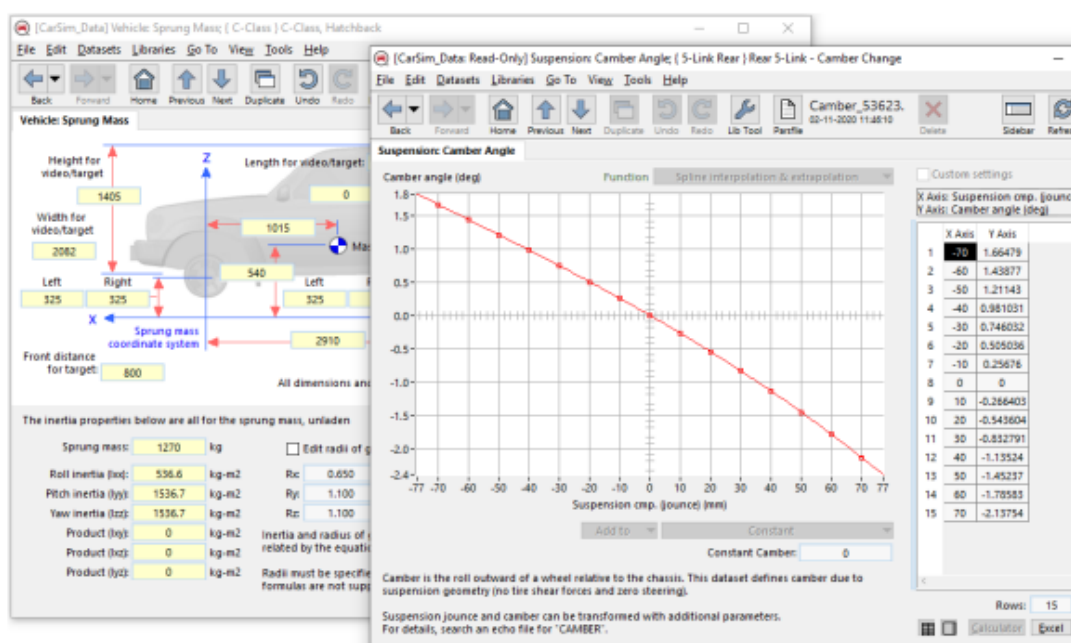 [CarSim_Data] Vehicle: Sprung Mass; { C-Class } C-Class, Hatchback
File Edit Datasets Libraries Go To View Tools Help
Back Forward Home Previous Next Duplicate Undo Redo
Vehicle: Sprung Mass
Height for
video/target
1405
Width for
video/target
2082
Z
Length for video/target:
0
1015
540
Left Right Left
325 325 325
X
Sprung mass
coordinate system
2910
Front distance
for target:
800
All dimensions and
The inertia properties below are all for the sprung mass, unladen
Sprung mass: 1270 kg
Edit radii of g
Roll inertia (Ixx): 536.6 kg-m2 Rx: 0.650
Pitch inertia (Iyy): 1536.7 kg-m2 Ry: 1.100
Yaw inertia (Izz): 1536.7 kg-m2 Rz: 1.100
Product (Ixy): 0 kg-m2
Product (Ixz): 0 kg-m2
Product (Iyz): 0 kg-m2
Inertia and radius of g
related by the equatio
Radii must be specifie
formulas are not supp
[CarSim_Data: Read-Only] Suspension: Camber Angle; { 5-Link Rear } Rear 5-Link - Camber Change
File Edit Datasets Libraries Go To View Tools Help
Back Forward Home Previous Next Duplicate Undo Redo Lib Tool Parsfile
Camber_53623.
02-11-2020 11:48:10
Delete Sidebar Refre
Suspension: Camber Angle
Camber angle (deg)
Function Spline interpolation & extrapolation
1.8
1.5
1.0
0.5
0.0
-0.5
-1.0
-1.5
-2.0
-2.4
-77 -70 -60 -50 -40 -30 -20 -10 0 10 20 30 40 50 60 70 77
Suspension cmp. (jounce) (mm)
Add to Constant
Constant Camber: 0
Camber is the roll outward of a wheel relative to the chassis. This dataset defines camber due to
suspension geometry (no tire shear forces and zero steering).
Suspension jounce and camber can be transformed with additional parameters.
For details, search an echo file for 'CAMBER'.
Custom settings
X Axis: Suspension cmp. (jounce
Y Axis: Camber angle (deg)
X Axis Y Axis
1 -70 1.66479
2 -60 1.43877
3 -50 1.21143
4 -40 0.981031
5 -30 0.746032
6 -20 0.505036
7 -10 0.25676
8 0 0
9 10 -0.266403
10 20 -0.543604
11 30 -0.832791
12 40 -1.13524
13 50 -1.45237
14 60 -1.78583
15 70 -2.13754
Rows: 15
Calculator Excel